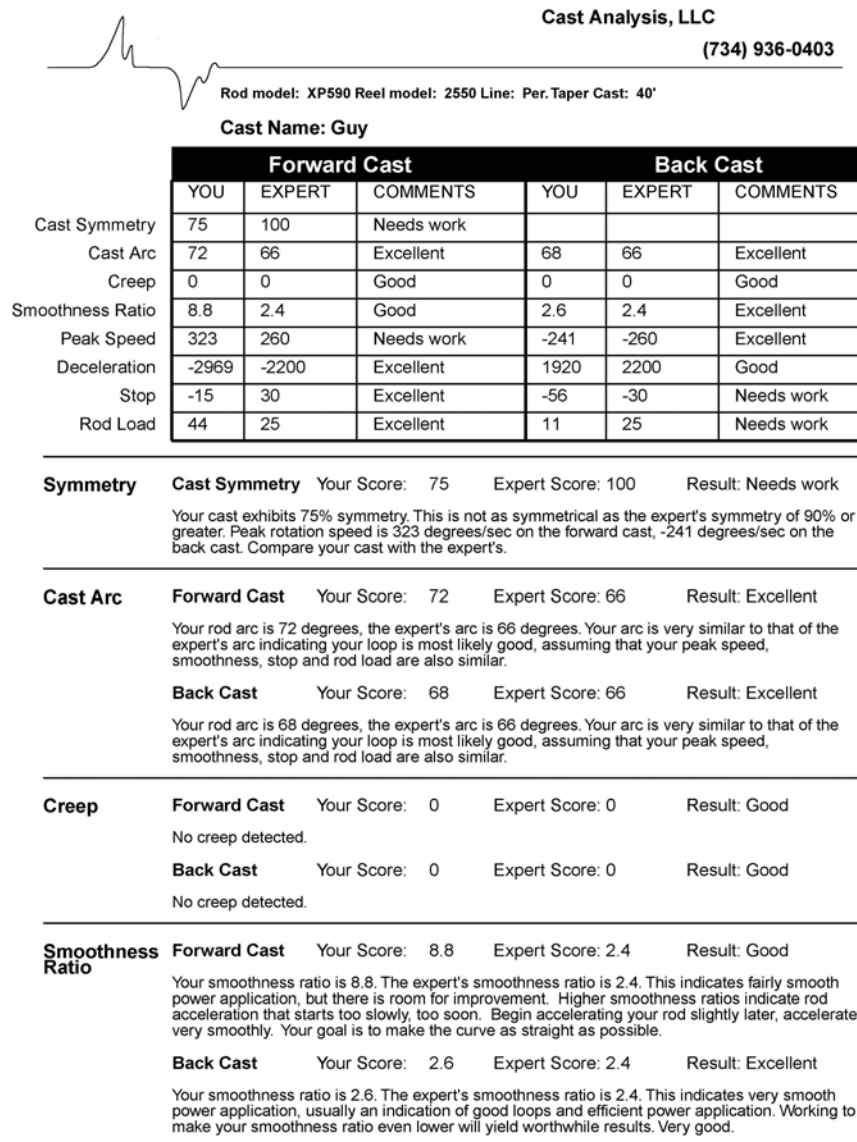 Cast Analysis, LLC
(734) 936-0403
Rod model: XP590 Reel model: 2550 Line: Per. Taper Cast: 40'
Cast Name: Guy
Forward Cast Back Cast
YOU EXPERT COMMENTS YOU EXPERT COMMENTS
Cast Symmetry 75 100 Needs work
Cast Arc 72 66 Excellent 68 66 Excellent
Creep 0 0 Good 0 0 Good
Smoothness Ratio 8.8 2.4 Good 2.6 2.4 Excellent
Peak Speed 323 260 Needs work -241 -260 Excellent
Deceleration -2969 -2200 Excellent 1920 2200 Good
Stop -15 30 Excellent -56 -30 Needs work
Rod Load 44 25 Excellent 11 25 Needs work
Symmetry Cast Symmetry Your Score: 75 Expert Score: 100 Result: Needs work
Your cast exhibits 75% symmetry. This is not as symmetrical as the expert's symmetry of 90% or
greater. Peak rotation speed is 323 degrees/sec on the forward cast, -241 degrees/sec on the
back cast. Compare your cast with the expert's.
Cast Arc Forward Cast Your Score: 72 Expert Score: 66 Result: Excellent
Your rod arc is 72 degrees, the expert's arc is 66 degrees. Your arc is very similar to that of the
expert's arc indicating your loop is most likely good, assuming that your peak speed,
smoothness, stop and rod load are also similar.
Back Cast Your Score: 68 Expert Score: 66 Result: Excellent
Your rod arc is 68 degrees, the expert's arc is 66 degrees. Your arc is very similar to that of the
expert's arc indicating your loop is most likely good, assuming that your peak speed,
smoothness, stop and rod load are also similar.
Creep Forward Cast Your Score: 0 Expert Score: 0 Result: Good
No creep detected.
Back Cast Your Score: 0 Expert Score: 0 Result: Good
No creep detected.
Smoothness Ratio Forward Cast Your Score: 8.8 Expert Score: 2.4 Result: Good
Your smoothness ratio is 8.8. The expert's smoothness ratio is 2.4. This indicates fairly smooth
power application, but there is room for improvement. Higher smoothness ratios indicate rod
acceleration that starts too slowly, too soon. Begin accelerating your rod slightly later, accelerate
very smoothly. Your goal is to make the curve as straight as possible.
Back Cast Your Score: 2.6 Expert Score: 2.4 Result: Excellent
Your smoothness ratio is 2.6. The expert's smoothness ratio is 2.4. This indicates very smooth
power application, usually an indication of good loops and efficient power application. Working to
make your smoothness ratio even lower will yield worthwhile results. Very good.